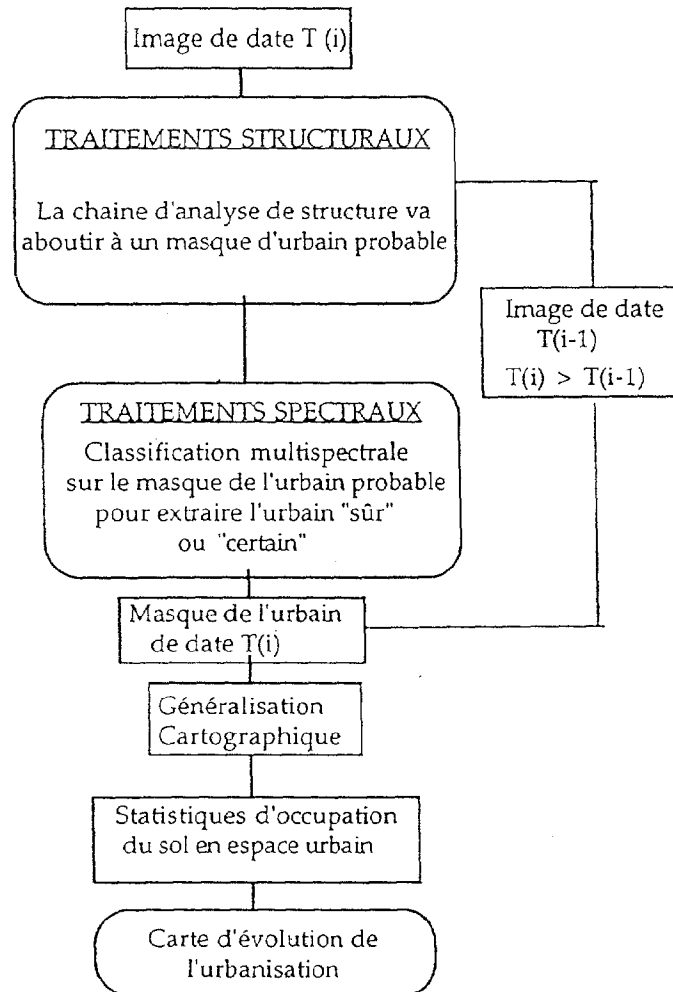 Image de date T (i)
TRAITEMENTS STRUCTURAUX
La chaine d'analyse de structure va
aboutir à un masque d'urbain probable
Image de date
T(i-1)
T(i) > T(i-1)
TRAITEMENTS SPECTRAUX
Classification multispectrale
sur le masque de l'urbain probable
pour extraire l'urbain "sûr"
ou "certain"
Masque de l'urbain
de date T(i)
Généralisation
Cartographique
Statistiques d'occupation
du sol en espace urbain
Carte d'évolution de
l'urbanisation